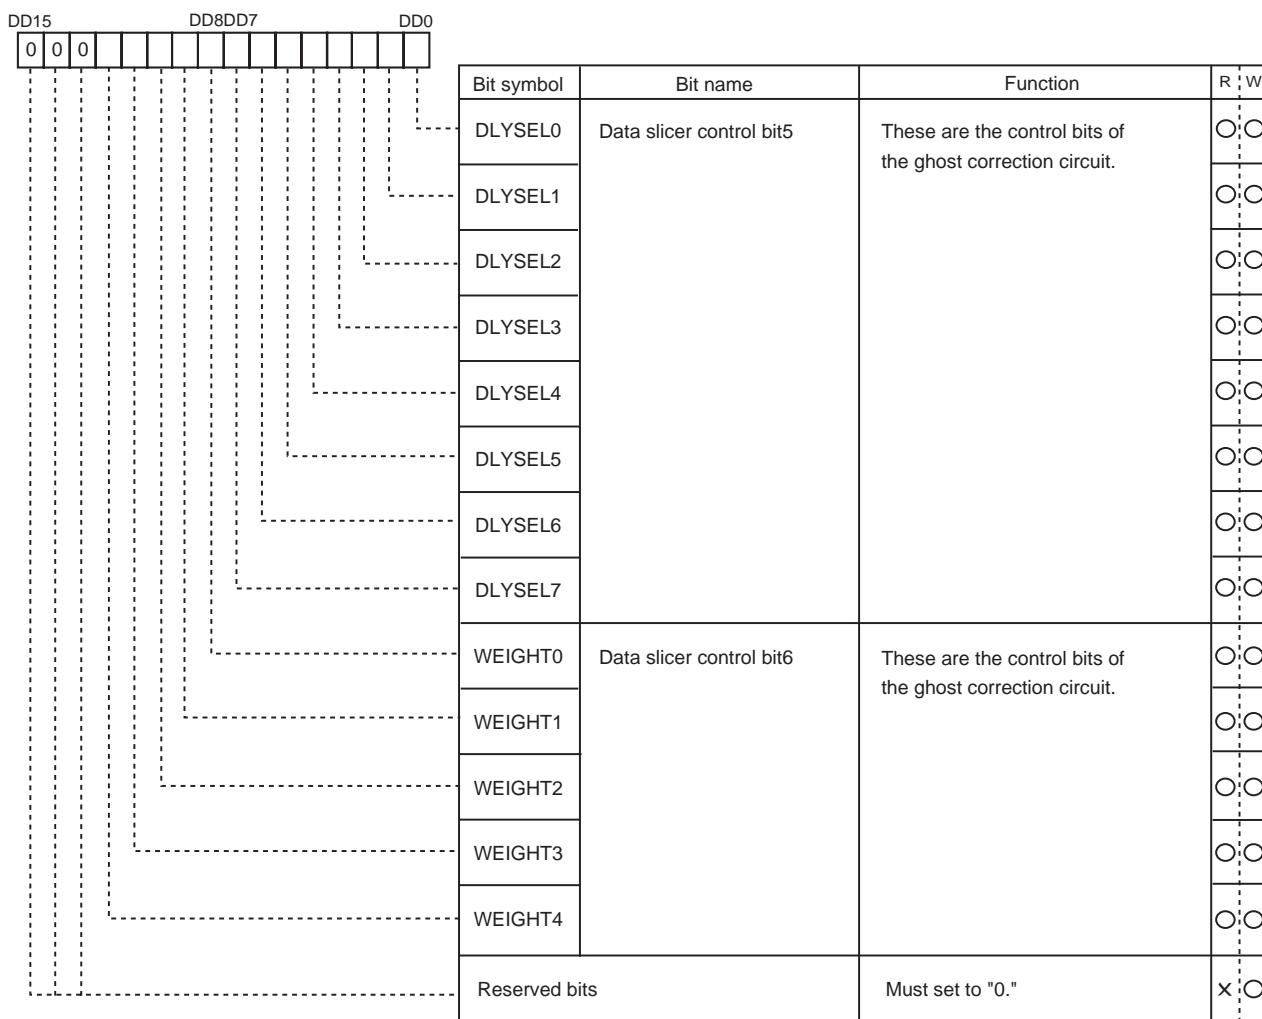 DD15 DD8DD7 DD0
0 0 0
Bit symbol Bit name Function R W
DLYSEL0 Data slicer control bit5 These are the control bits of
the ghost correction circuit.
DLYSEL1
DLYSEL2
DLYSEL3
DLYSEL4
DLYSEL5
DLYSEL6
DLYSEL7
WEIGHT0 Data slicer control bit6 These are the control bits of
the ghost correction circuit.
WEIGHT1
WEIGHT2
WEIGHT3
WEIGHT4
Reserved bits Must set to "0."